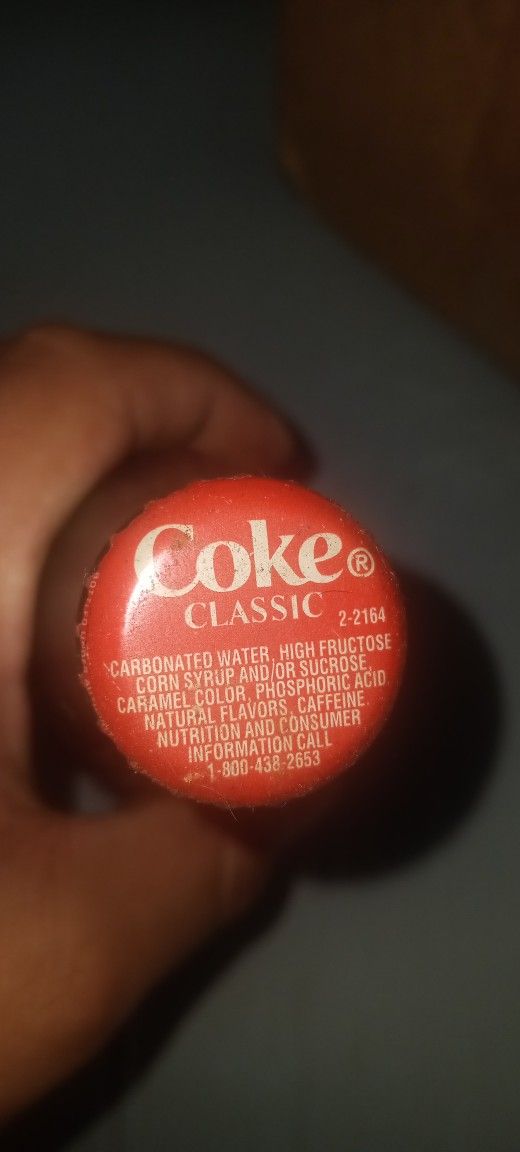 Coke®
CLASSIC 2-2164
CARBONATED WATER, HIGH FRUCTOSE
CORN SYRUP AND/OR SUCROSE,
CARAMEL COLOR, PHOSPHORIC ACID,
NATURAL FLAVORS, CAFFEINE.
NUTRITION AND CONSUMER
INFORMATION CALL
1-800-438-2653